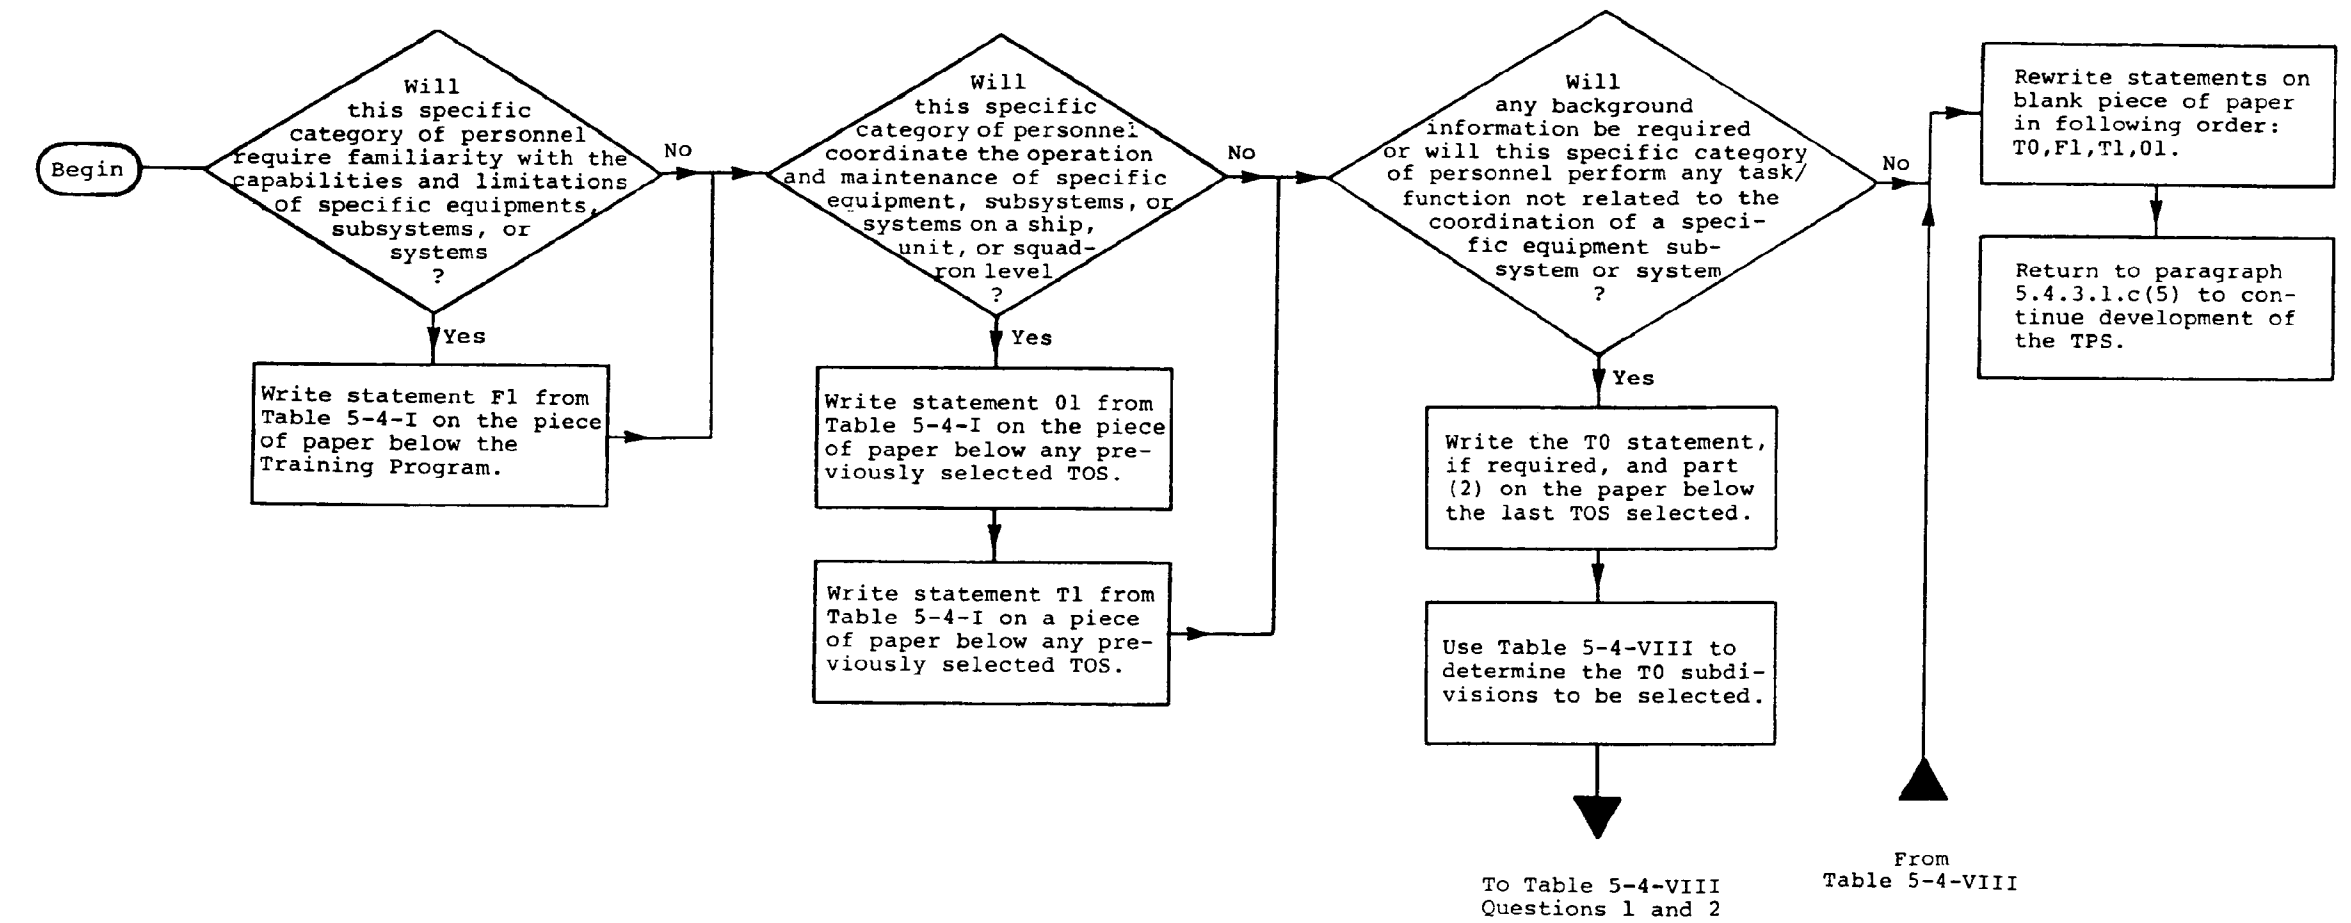 Begin
Will
this specific
category of personnel
require familiarity with the
capabilities and limitations
of specific equipments,
subsystems, or
systems
?
No
Yes
Write statement F1 from
Table 5-4-I on the piece
of paper below the
Training Program.
Will
this specific
category of personnel
coordinate the operation
and maintenance of specific
equipment, subsystems, or
systems on a ship,
unit, or squad-
ron level
?
No
Yes
Write statement 01 from
Table 5-4-I on the piece
of paper below any pre-
viously selected TOS.
Write statement T1 from
Table 5-4-I on a piece
of paper below any pre-
viously selected TOS.
Will
any background
information be required
or will this specific category
of personnel perform any task/
function not related to the
coordination of a speci-
fic equipment sub-
system or system
?
No
Yes
Write the T0 statement,
if required, and part
(2) on the paper below
the last TOS selected.
Use Table 5-4-VIII to
determine the T0 subdi-
visions to be selected.
To Table 5-4-VIII
Questions 1 and 2
From
Table 5-4-VIII
Rewrite statements on
blank piece of paper
in following order:
T0,F1,T1,01.
Return to paragraph
5.4.3.1.c(5) to con-
tinue development of
the TPS.